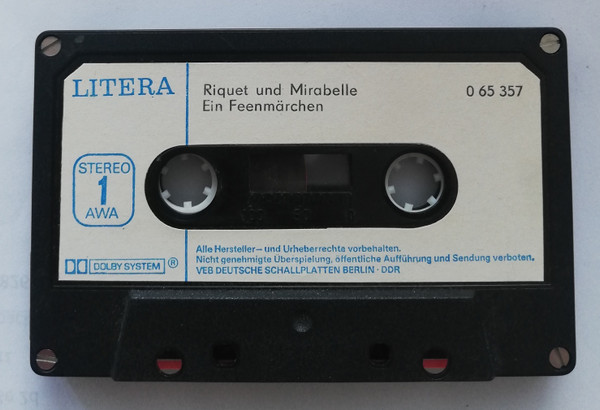 LITERA
Riquet und Mirabelle
Ein Feenmärchen
0 65 357
STEREO
1
AWA
DOLBY SYSTEM ®
Alle Hersteller- und Urheberrechte vorbehalten.
Nicht genehmigte Überspielung, öffentliche Aufführung und Sendung verboten.
VEB DEUTSCHE SCHALLPLATTEN BERLIN · DDR